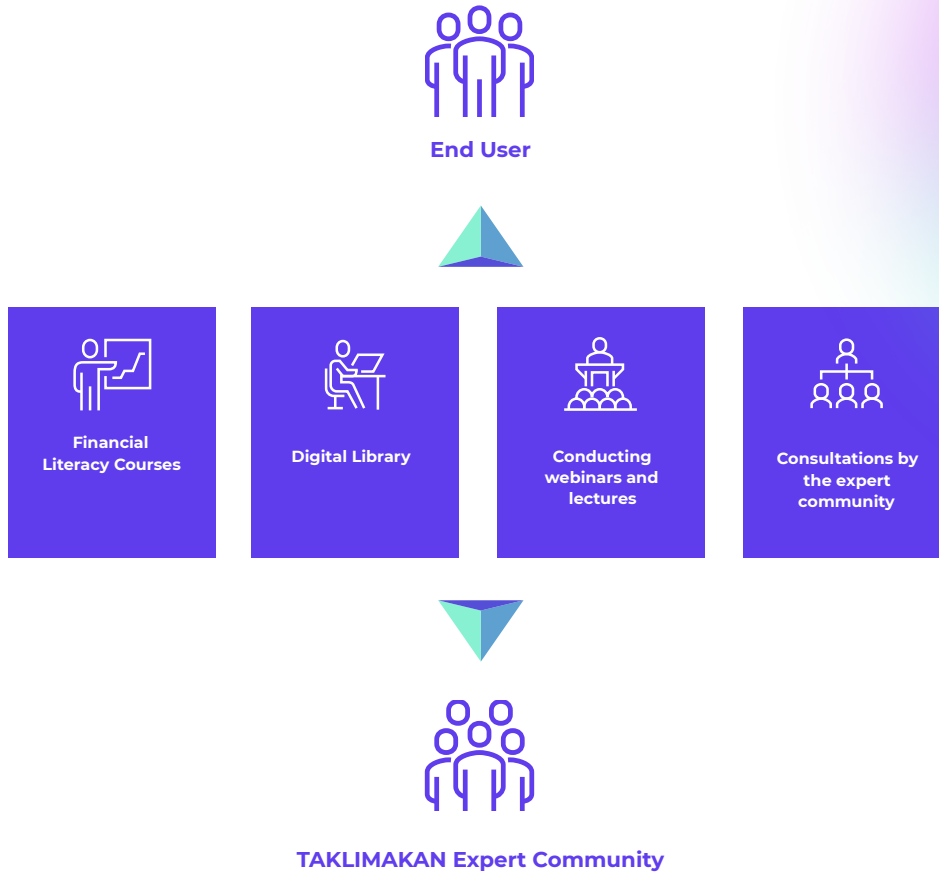 End User
Financial
Literacy Courses
Digital Library
Conducting
webinars and
lectures
Consultations by
the expert
community
TAKLIMAKAN Expert Community